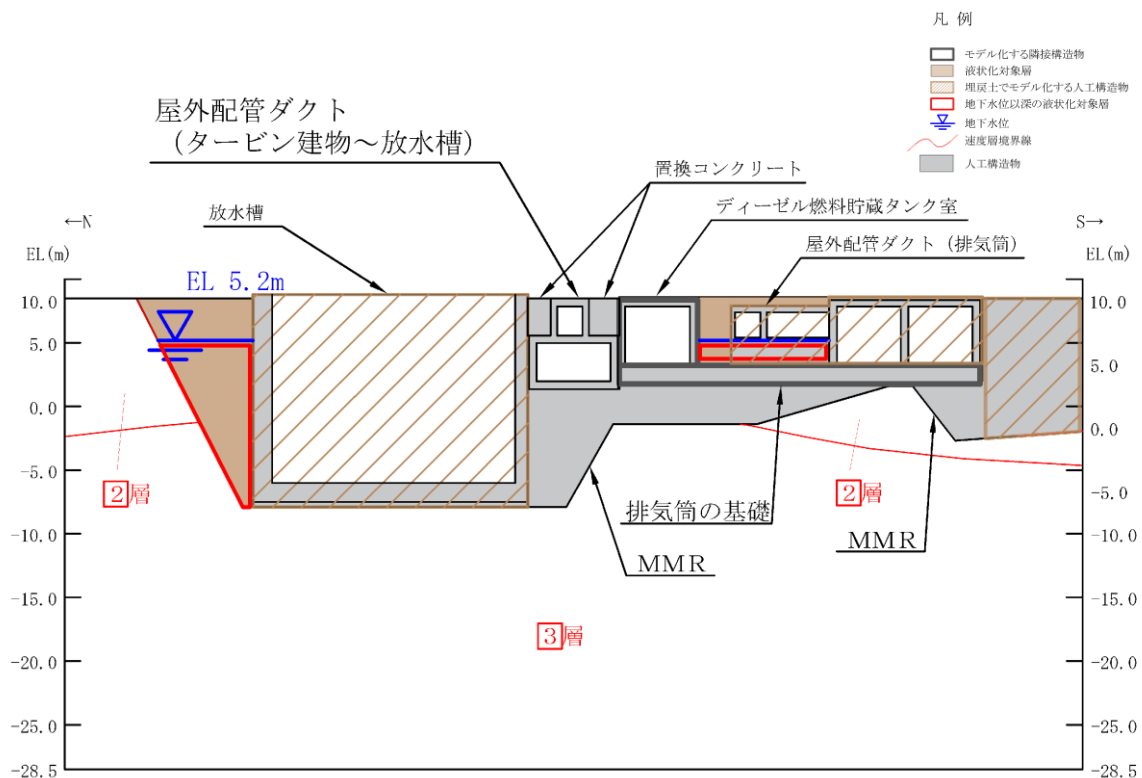 凡 例
モデル化する隣接構造物
液状化対象層
埋戻土でモデル化する人工構造物
地下水位以深の液状化対象層
地下水位
速度層境界線
人工構造物
屋外配管ダクト
（タービン建物～放水槽）
置換コンクリート
放水槽
ディーゼル燃料貯蔵タンク室
屋外配管ダクト（排気筒）
←N
S→
EL(m)
EL(m)
EL 5.2m
10.0
5.0
0.0
-5.0
-10.0
-15.0
-20.0
-25.0
-28.5
10.0
5.0
0.0
-5.0
-10.0
-15.0
-20.0
-25.0
-28.5
2層
2層
3層
排気筒の基礎
MMR
MMR